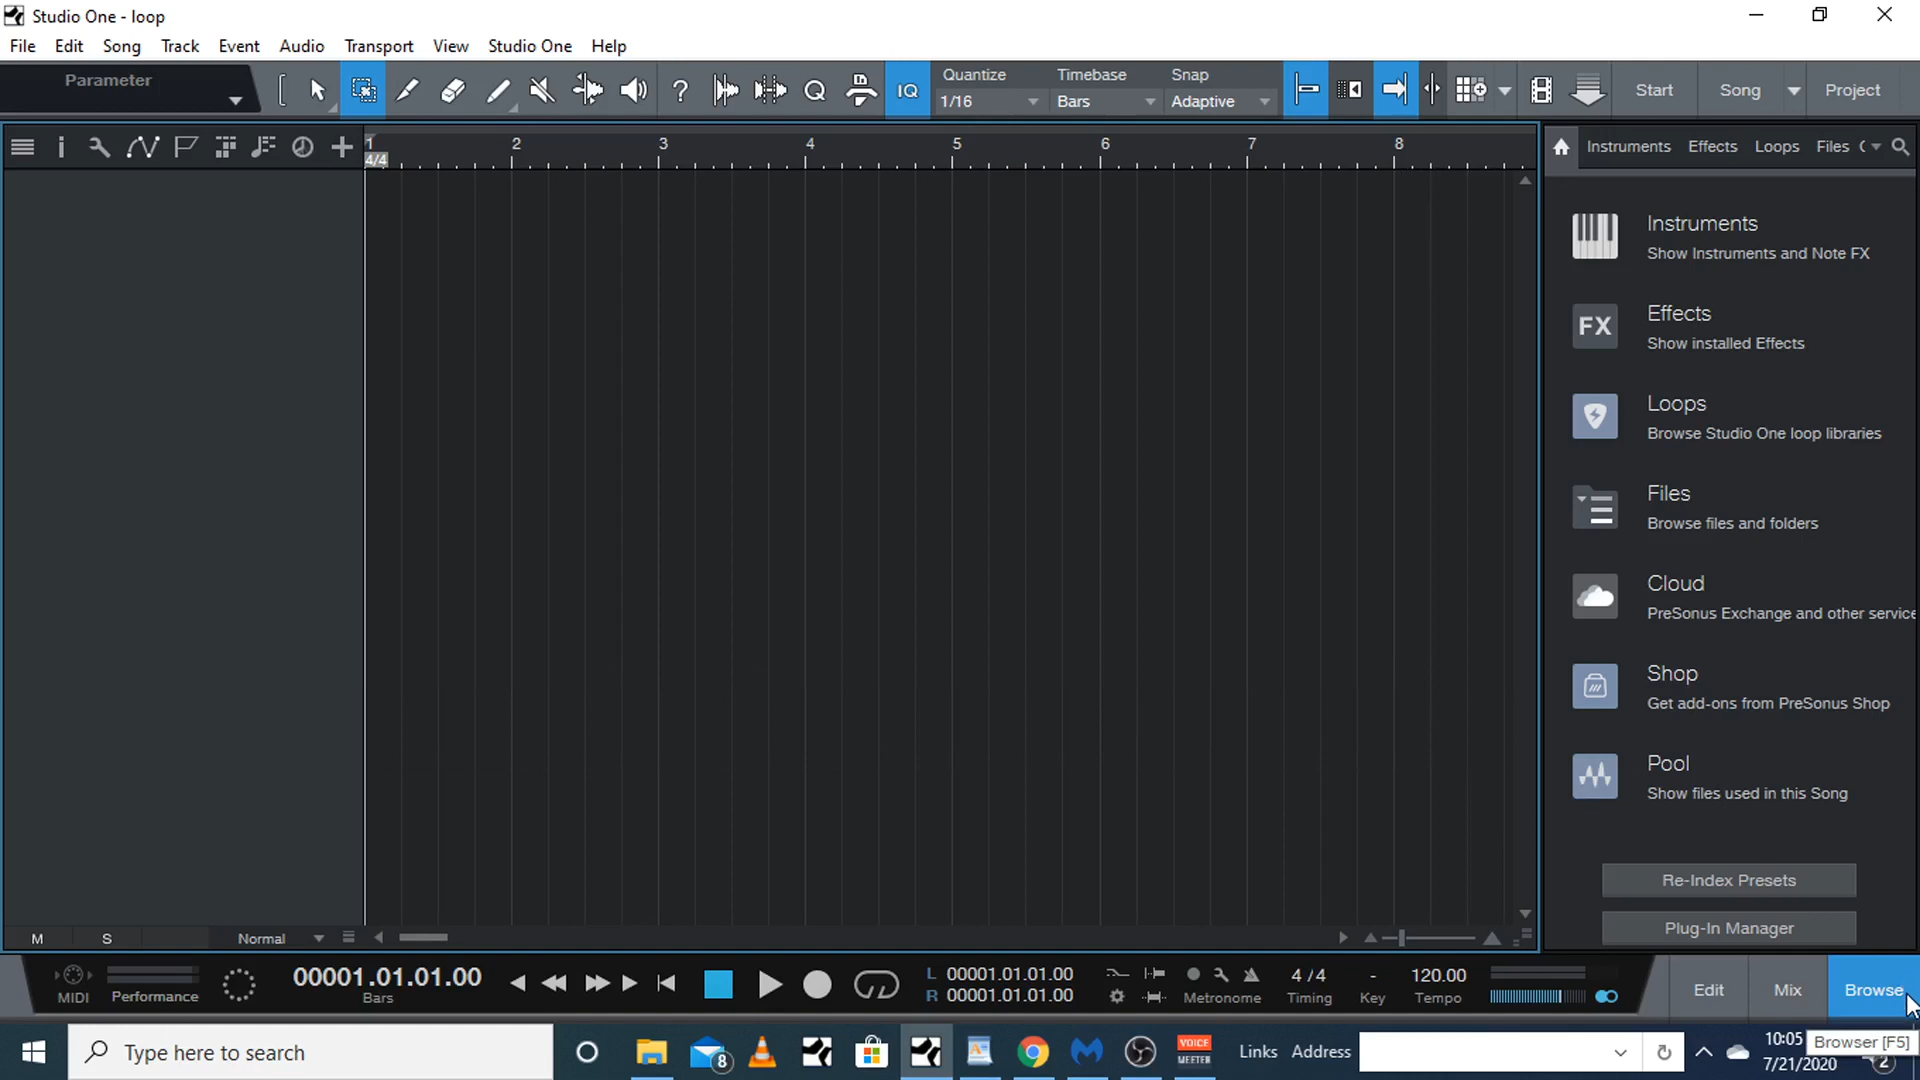 Studio One - loop
File Edit Song Track Event Audio Transport View Studio One Help
Parameter
IQ
Quantize Timebase Snap
1/16 Bars Adaptive
Start Song Project
1 2 3 4 5 6 7 8
4/4
Instruments Effects Loops Files
Instruments
Show Instruments and Note FX
FX
Effects
Show installed Effects
Loops
Browse Studio One loop libraries
Files
Browse files and folders
Cloud
PreSonus Exchange and other service
Shop
Get add-ons from PreSonus Shop
Pool
Show files used in this Song
Re-Index Presets
Plug-In Manager
M S Normal
MIDI Performance
00001.01.01.00
Bars
L 00001.01.01.00
R 00001.01.01.00
Metronome
4 / 4
Timing
-
Key
120.00
Tempo
Edit Mix Browse
Type here to search
8
VOICE
MEETER
Links Address
10:05
7/21/2020
Browser [F5]
2